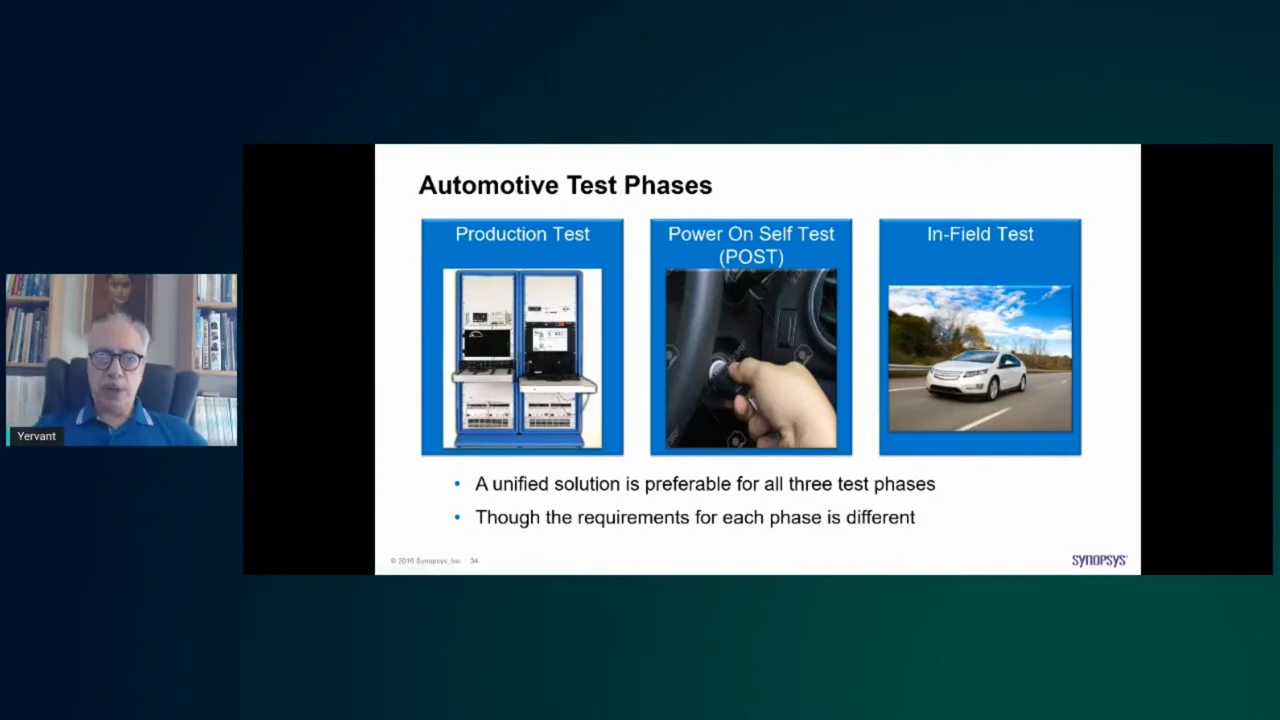 Automotive Test Phases
Production Test
Power On Self Test
(POST)
In-Field Test
• A unified solution is preferable for all three test phases
• Though the requirements for each phase is different
© 2016 Synopsys, Inc. 34
SYNOPSYS
Yervant